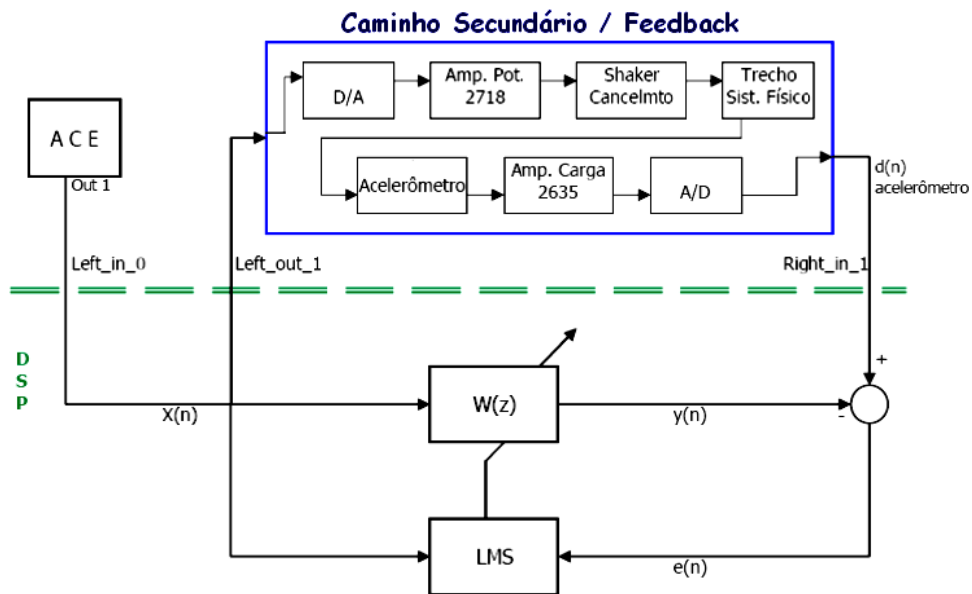 Caminho Secundário / Feedback
D/A
Amp. Pot.
2718
Shaker
Cancelmto
Trecho
Sist. Físico
A C E
Out 1
Acelerômetro
Amp. Carga
2635
A/D
d(n)
acelerômetro
Left_in_0
Left_out_1
Right_in_1
D
S
P
+
X(n)
W(z)
y(n)
-
LMS
e(n)